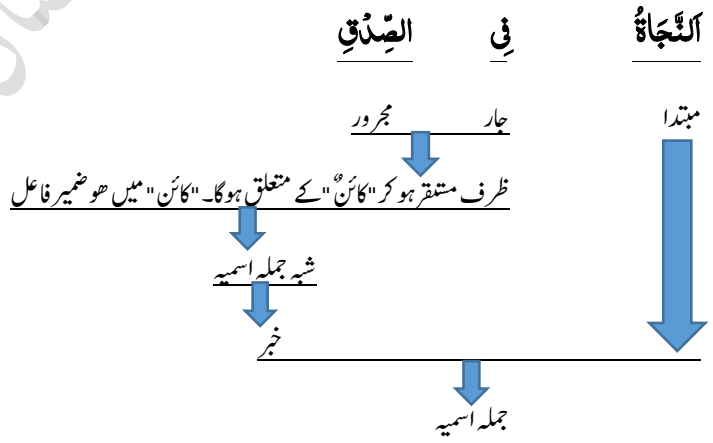 اَلنَّجَاةُ فِی الصِّدْقِ
مبتدا جار مجرور
ظرف مستقر ہو کر "کائنٌ" کے متعلق ہوگا۔ "کائن" میں ھو ضمیر فاعل
شبہ جملہ اسمیہ
خبر
جملہ اسمیہ